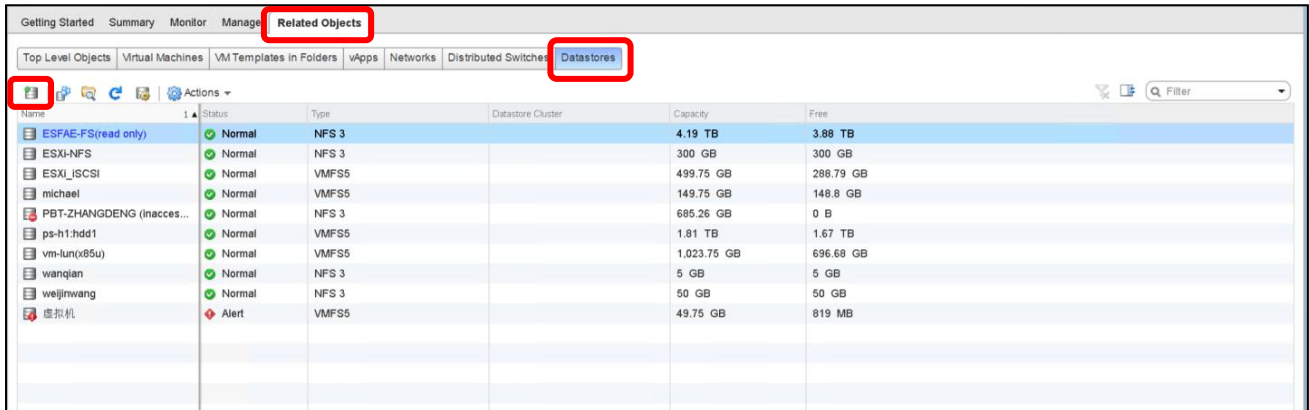 Getting Started Summary Monitor Manage Related Objects
Top Level Objects Virtual Machines VM Templates in Folders vApps Networks Distributed Switches Datastores
Actions Filter
Name 1 Status Type Datastore Cluster Capacity Free
ESFAE-FS(read only) Normal NFS 3 4.19 TB 3.88 TB
ESXi-NFS Normal NFS 3 300 GB 300 GB
ESXi_iSCSI Normal VMFS5 499.75 GB 288.79 GB
michael Normal VMFS5 149.75 GB 148.8 GB
PBT-ZHANGDENG (inacces... Normal NFS 3 685.26 GB 0 B
ps-h1:hdd1 Normal VMFS5 1.81 TB 1.67 TB
vm-lun(x85u) Normal VMFS5 1,023.75 GB 696.68 GB
wanqian Normal NFS 3 5 GB 5 GB
weijinwang Normal NFS 3 50 GB 50 GB
虚拟机 Alert VMFS5 49.75 GB 819 MB